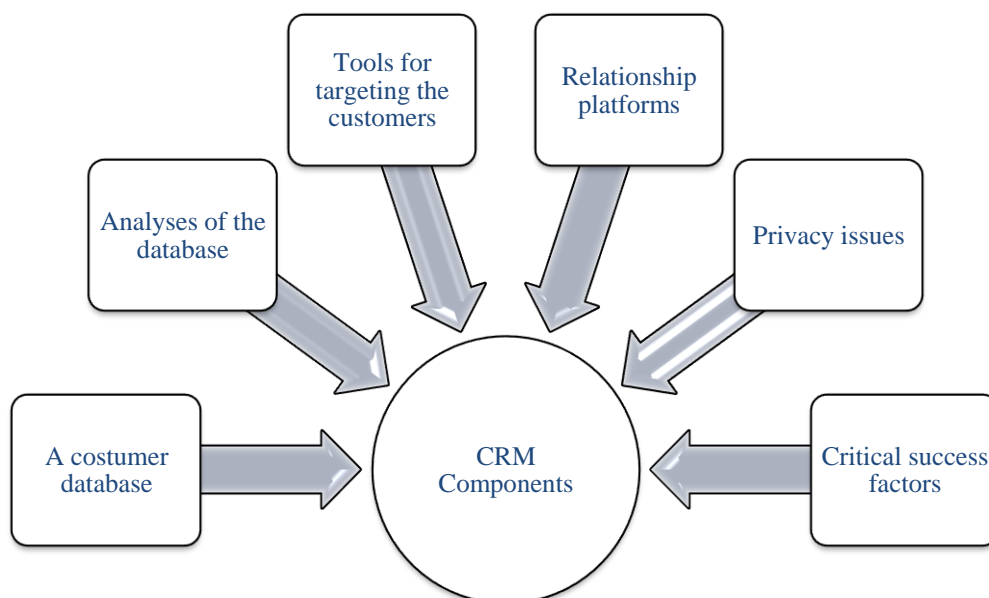 Tools for
targeting the
customers
Relationship
platforms
Analyses of the
database
Privacy issues
A costumer
database
CRM
Components
Critical success
factors